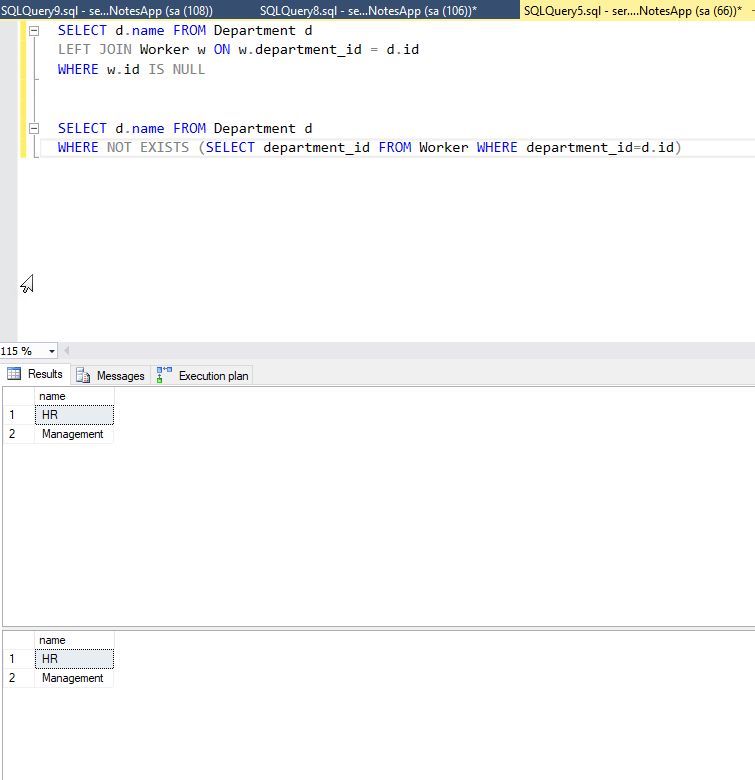 SQLQuery9.sql - se...NotesApp (sa (108)) SQLQuery8.sql - se...NotesApp (sa (106))* SQLQuery5.sql - ser....NotesApp (sa (66))*
SELECT d.name FROM Department d
LEFT JOIN Worker w ON w.department_id = d.id
WHERE w.id IS NULL
SELECT d.name FROM Department d
WHERE NOT EXISTS (SELECT department_id FROM Worker WHERE department_id=d.id)
115 %
Results Messages Execution plan
name
1 HR
2 Management
name
1 HR
2 Management